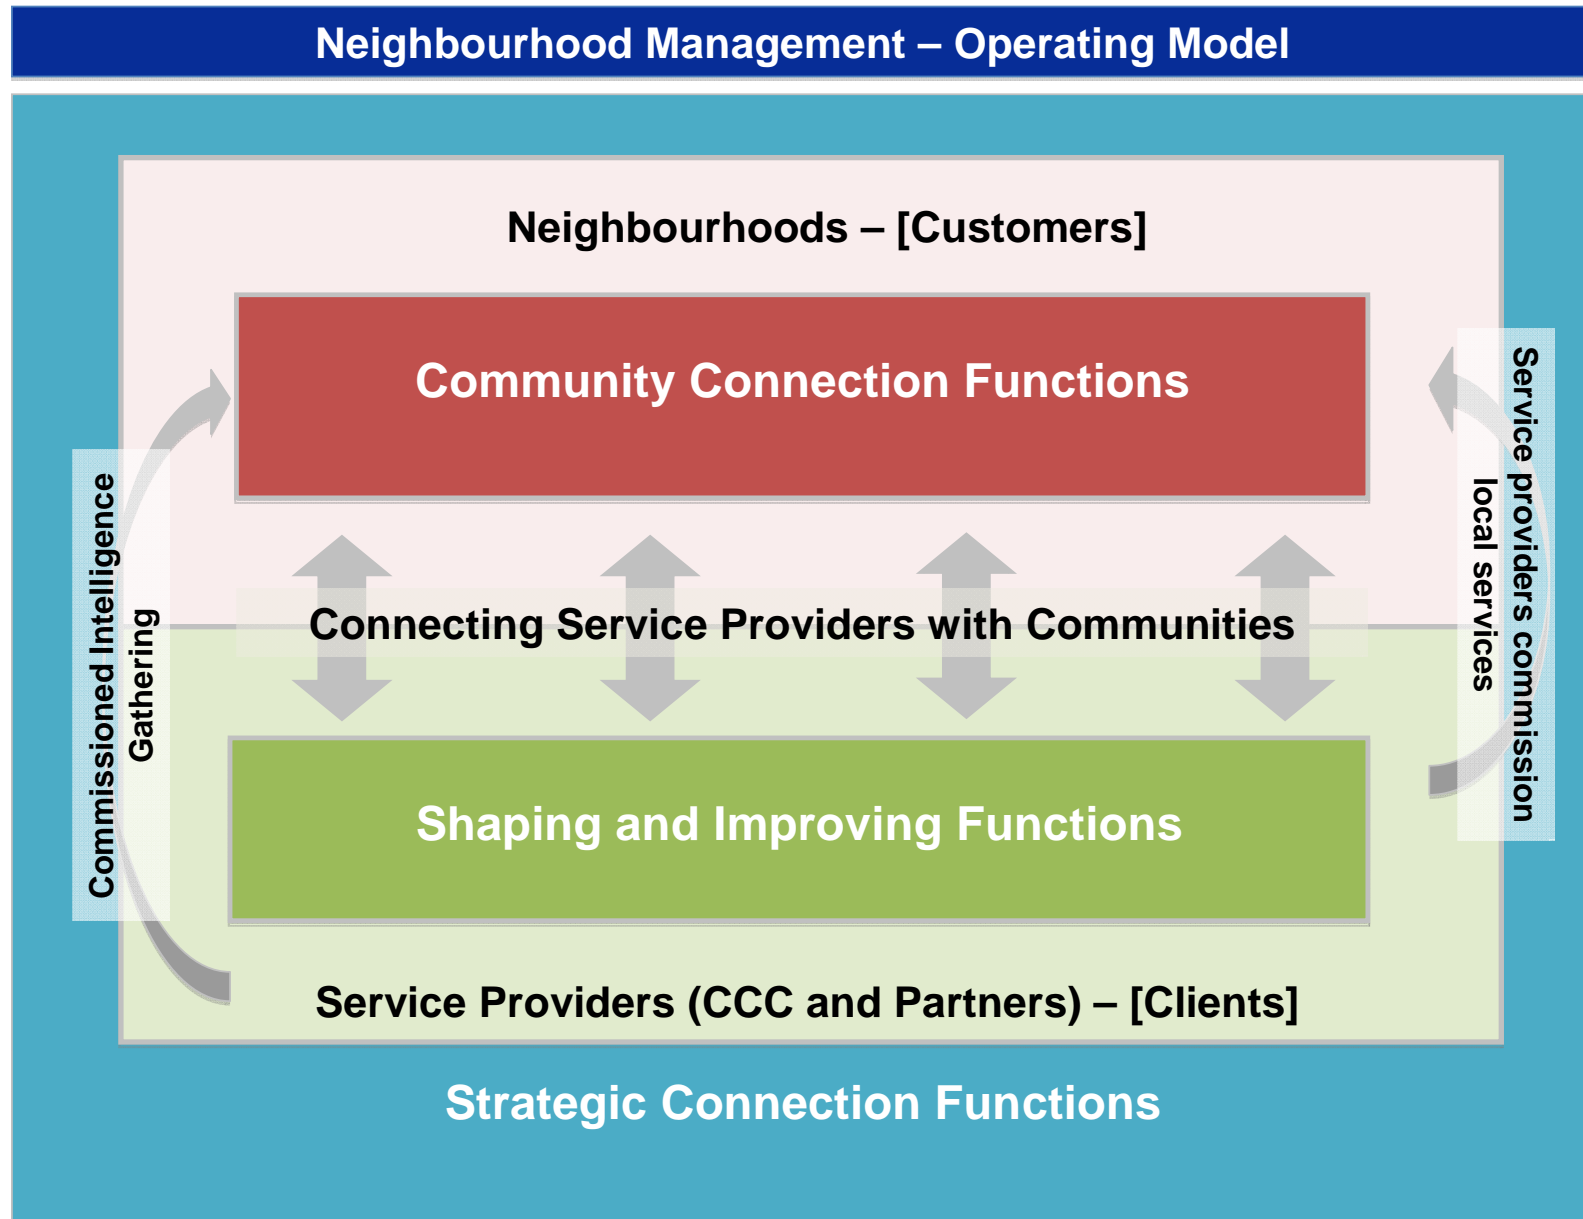 Neighbourhood Management – Operating Model
Neighbourhoods – [Customers]
Community Connection Functions
Commissioned Intelligence
Gathering
Service providers commission
local services
Connecting Service Providers with Communities
Shaping and Improving Functions
Service Providers (CCC and Partners) – [Clients]
Strategic Connection Functions